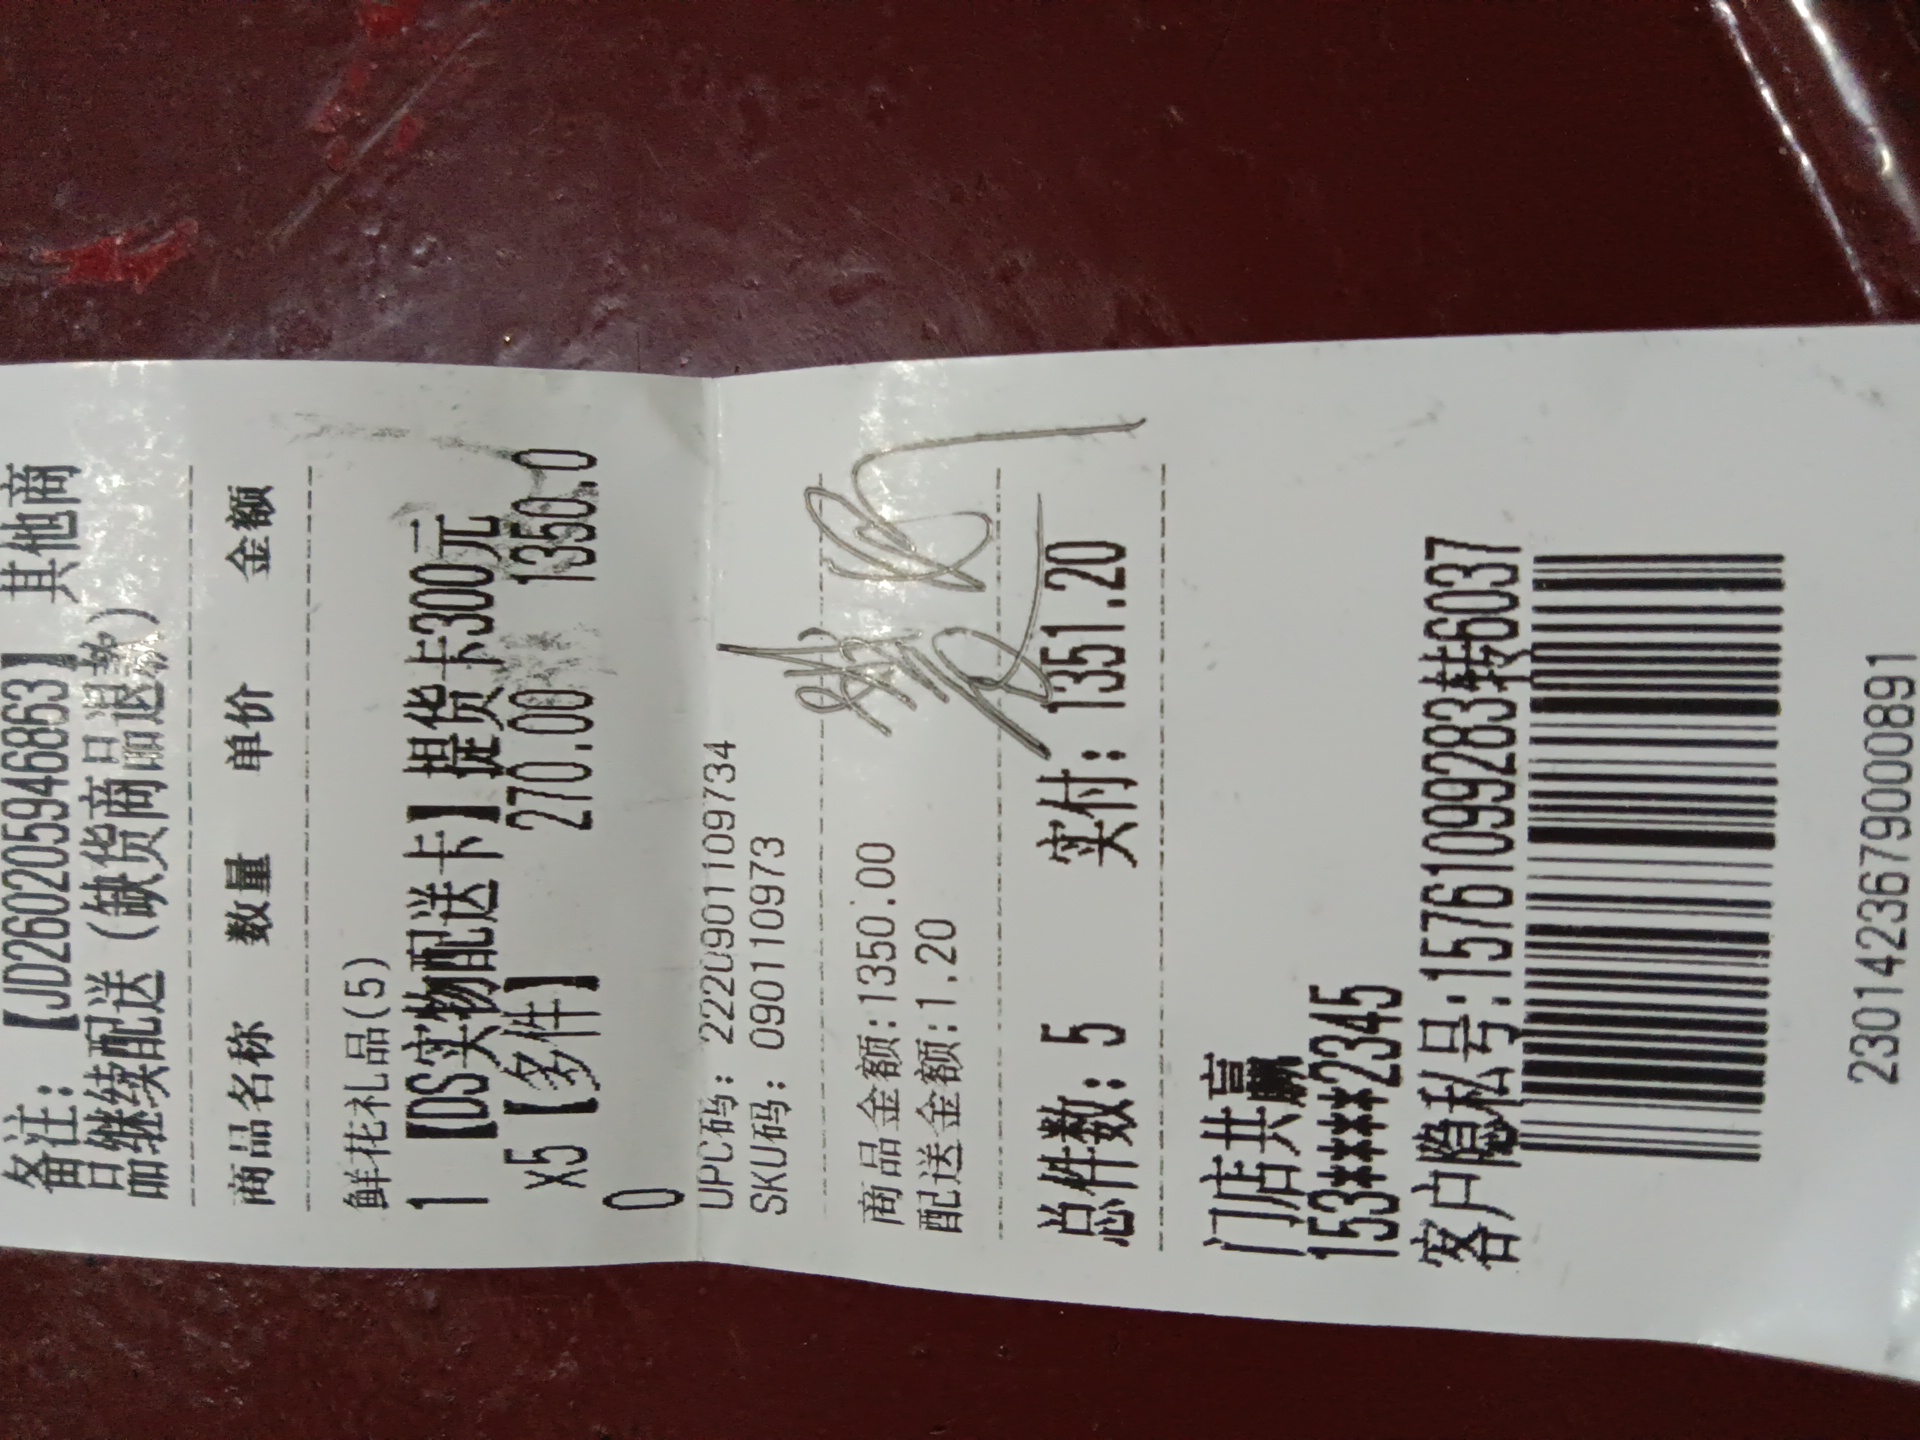 备注：【JD260205946863】 其他商
品继续配送（缺货商品退款）
商品名称 数量 单价 金额
鲜花礼品(5)
1 【DS实物配送卡】提货卡300元
x5【多件】 270.00 1350.0
0
UPC码: 2220901109734
SKU码: 090110973
商品金额:1350.00
配送金额:1.20
总件数: 5 实付: 1351.20
门店共赢
153****2345
客户隐私号:15761099283转6037
2301423679000891